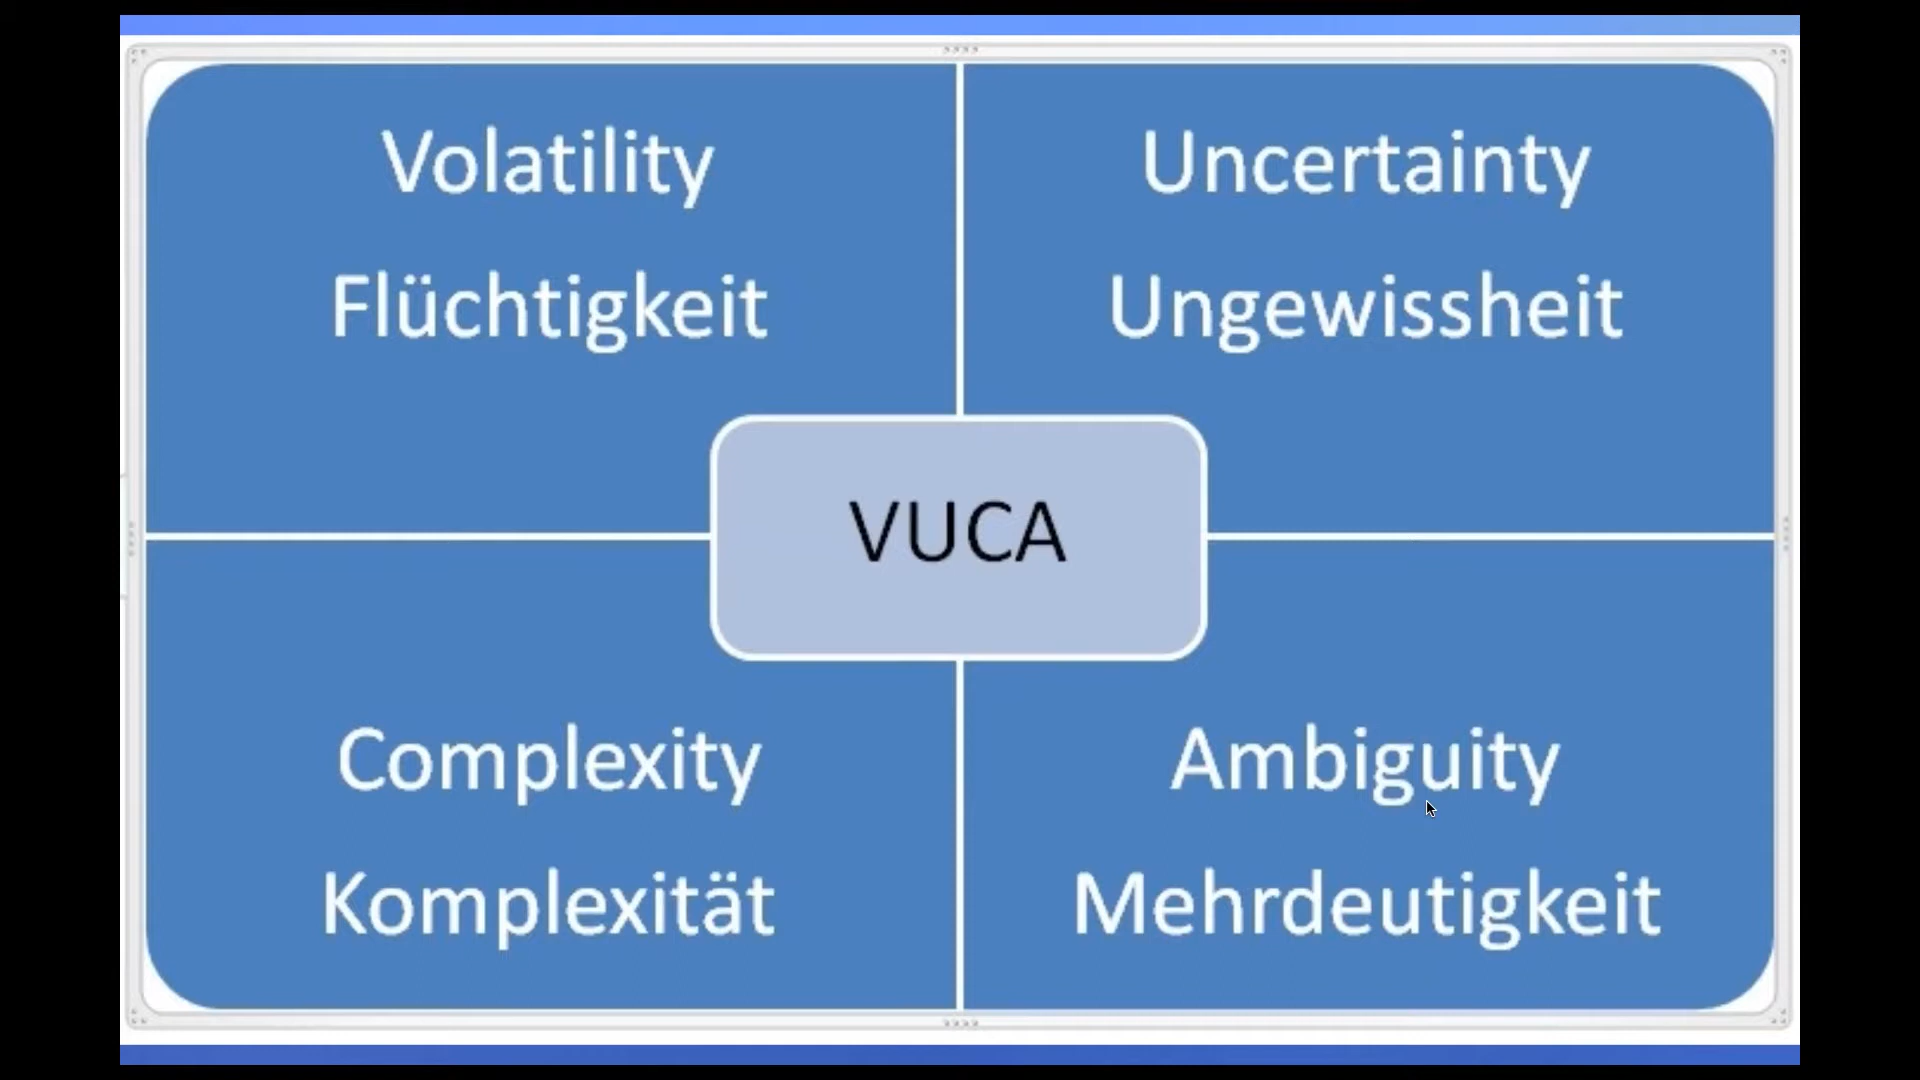 Volatility
Flüchtigkeit
Uncertainty
Ungewissheit
VUCA
Complexity
Komplexität
Ambiguity
Mehrdeutigkeit